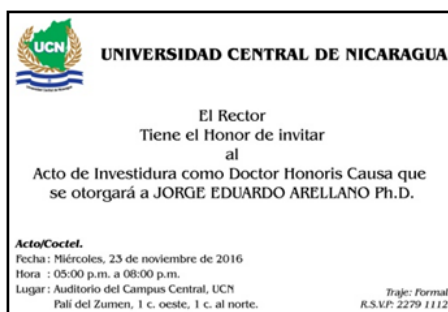 UCN
UNIVERSIDAD CENTRAL DE NICARAGUA
El Rector
Tiene el Honor de invitar
al
Acto de Investidura como Doctor Honoris Causa que
se otorgará a JORGE EDUARDO ARELLANO Ph.D.
Acto/Coctel.
Fecha : Miércoles, 23 de noviembre de 2016
Hora : 05:00 p.m. a 08:00 p.m.
Lugar : Auditorio del Campus Central, UCN
Palí del Zumen, 1 c. oeste, 1 c. al norte.
Traje: Formal
R.S.V.P: 2279 1112